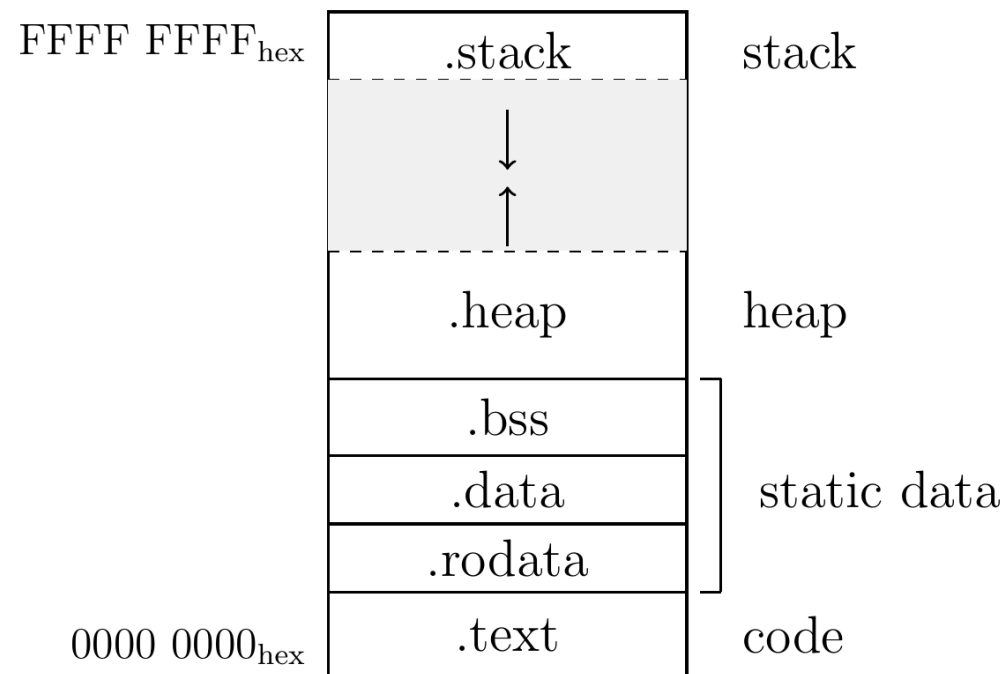 FFFF FFFFhex .stack stack
↓
↑
.heap heap
.bss
.data static data
.rodata
0000 0000hex .text code